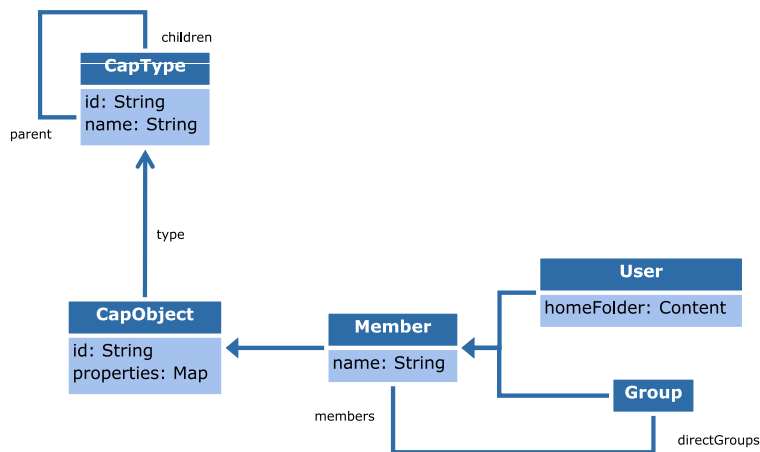 children
CapType
id: String
name: String
parent
type
User
homeFolder: Content
CapObject
id: String
properties: Map
Member
name: String
Group
members
directGroups